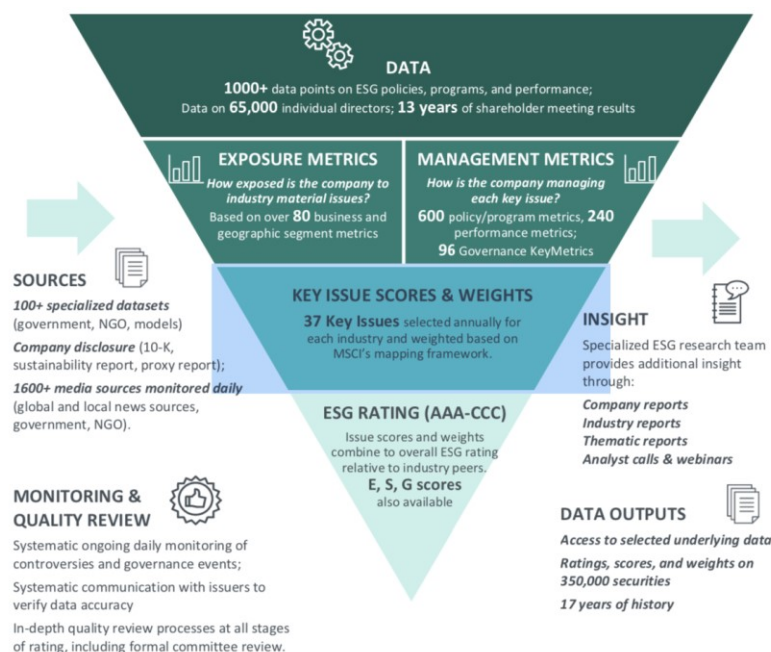 DATA
1000+ data points on ESG policies, programs, and performance;
Data on 65,000 individual directors; 13 years of shareholder meeting results
EXPOSURE METRICS
How exposed is the company to
industry material issues?
Based on over 80 business and
geographic segment metrics
MANAGEMENT METRICS
How is the company managing
each key issue?
600 policy/program metrics, 240
performance metrics;
96 Governance KeyMetrics
SOURCES
100+ specialized datasets
(government, NGO, models)
Company disclosure (10-K,
sustainability report, proxy report);
1600+ media sources monitored daily
(global and local news sources,
government, NGO).
KEY ISSUE SCORES & WEIGHTS
37 Key Issues selected annually for
each industry and weighted based on
MSCI's mapping framework.
INSIGHT
Specialized ESG research team
provides additional insight
through:
Company reports
Industry reports
Thematic reports
Analyst calls & webinars
ESG RATING (AAA-CCC)
Issue scores and weights
combine to overall ESG rating
relative to industry peers.
E, S, G scores
also available
MONITORING &
QUALITY REVIEW
Systematic ongoing daily monitoring of
controversies and governance events;
Systematic communication with issuers to
verify data accuracy
In-depth quality review processes at all stages
of rating, including formal committee review.
DATA OUTPUTS
Access to selected underlying data
Ratings, scores, and weights on
350,000 securities
17 years of history